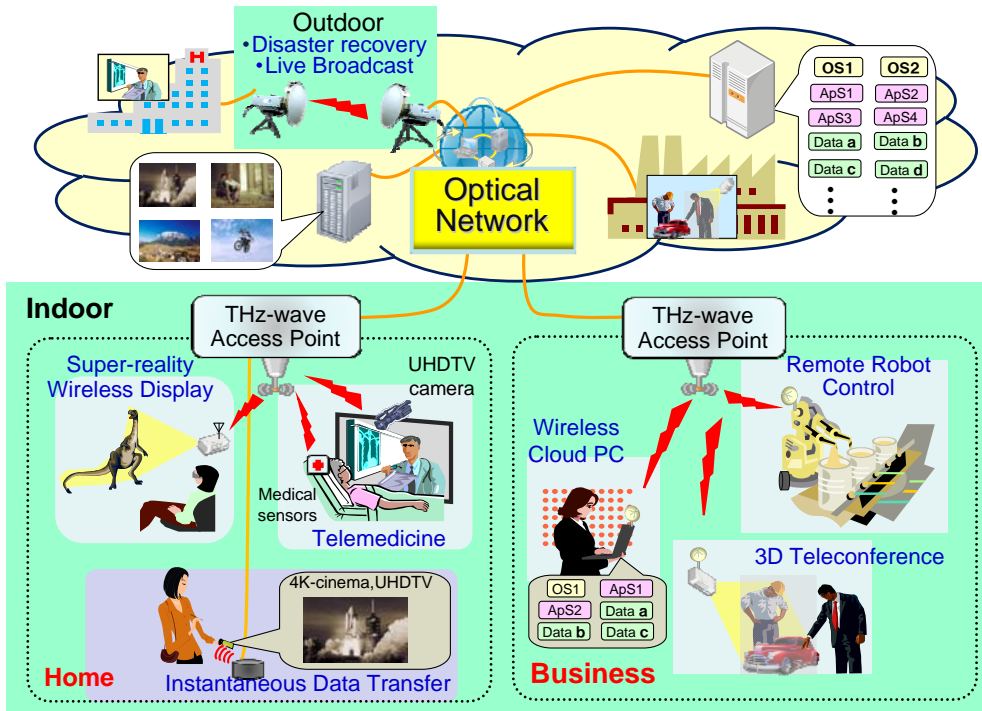 Outdoor
•Disaster recovery
•Live Broadcast
H
OS1 OS2
ApS1 ApS2
ApS3 ApS4
Data a Data b
Data c Data d
Optical
Network
Indoor
THz-wave
Access Point
THz-wave
Access Point
Super-reality
Wireless Display
UHDTV
camera
Medical
sensors
Telemedicine
4K-cinema,UHDTV
Home
Instantaneous Data Transfer
Remote Robot
Control
Wireless
Cloud PC
3D Teleconference
OS1 ApS1
ApS2 Data a
Data b Data c
Business